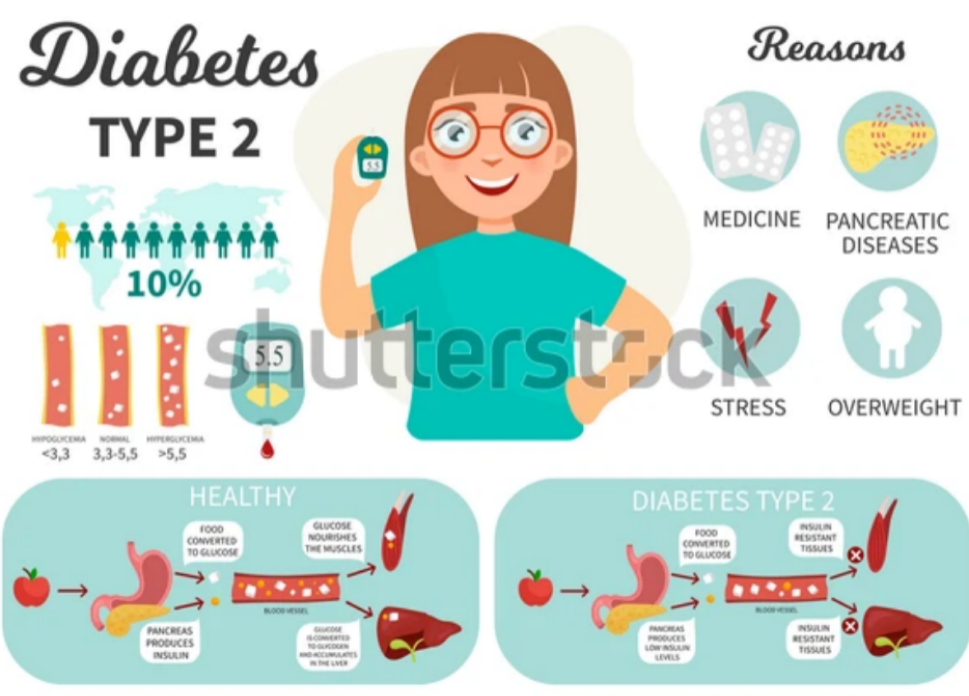 Diabetes
TYPE 2
10%
HYPOGLYCEMIA
<3,3
NORMAL
3,3-5,5
HYPERGLYCEMIA
>5,5
5.5
5.5
shutterstock
Reasons
MEDICINE
PANCREATIC
DISEASES
STRESS
OVERWEIGHT
HEALTHY
FOOD
CONVERTED
TO GLUCOSE
PANCREAS
PRODUCES
INSULIN
BLOOD VESSEL
GLUCOSE
NOURISHES
THE MUSCLES
GLUCOSE
IS CONVERTED
TO GLYCOGEN
AND ACCUMULATES
IN THE LIVER
DIABETES TYPE 2
FOOD
CONVERTED
TO GLUCOSE
PANCREAS
PRODUCES
LOW INSULIN
LEVELS
BLOOD VESSEL
INSULIN
RESISTANT
TISSUES
INSULIN
RESISTANT
TISSUES